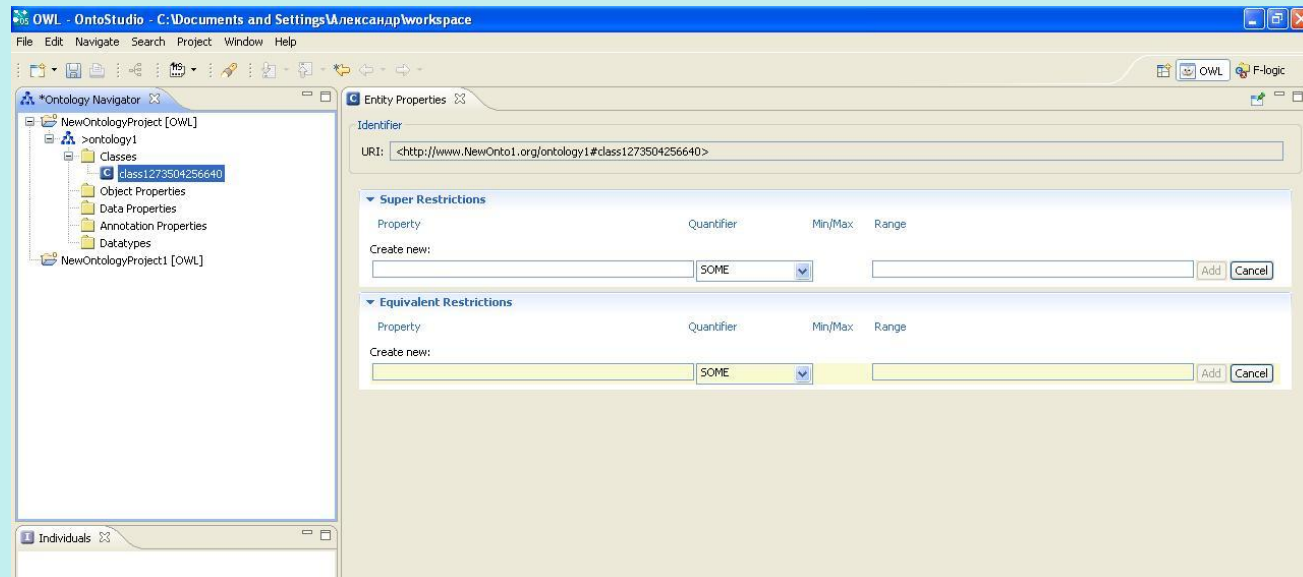 OWL - OntoStudio - C:\Documents and Settings\Александр\workspace
File Edit Navigate Search Project Window Help
OWL F-logic
*Ontology Navigator
NewOntologyProject [OWL]
>ontology1
Classes
class1273504256640
Object Properties
Data Properties
Annotation Properties
Datatypes
NewOntologyProject1 [OWL]
Individuals
Entity Properties
Identifier
URI: <http://www.NewOnto1.org/ontology1#class1273504256640>
Super Restrictions
Property Quantifier Min/Max Range
Create new:
SOME Add Cancel
Equivalent Restrictions
Property Quantifier Min/Max Range
Create new:
SOME Add Cancel